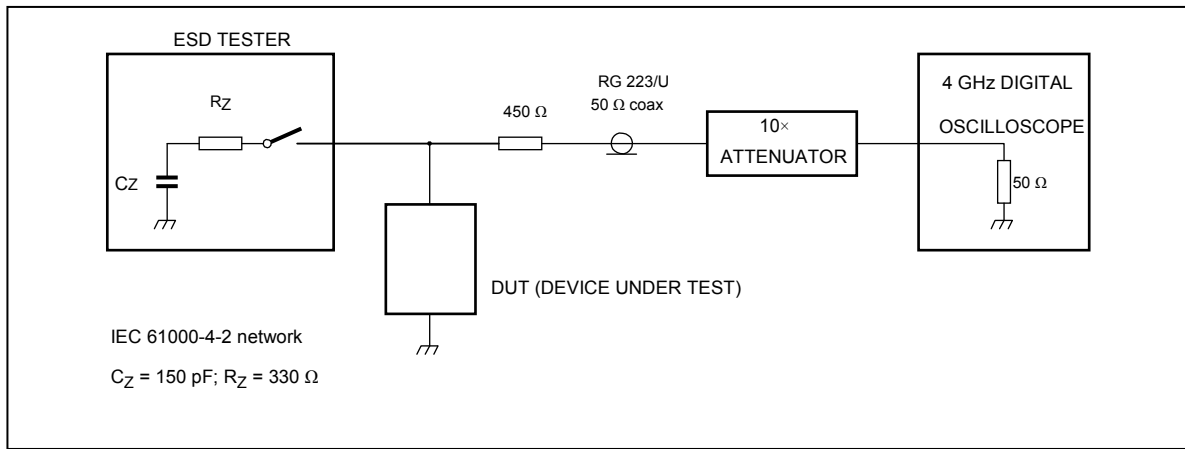 ESD TESTER
RZ
CZ
450 Ω
RG 223/U
50 Ω coax
10×
ATTENUATOR
4 GHz DIGITAL
OSCILLOSCOPE
50 Ω
DUT (DEVICE UNDER TEST)
IEC 61000-4-2 network
CZ = 150 pF; RZ = 330 Ω